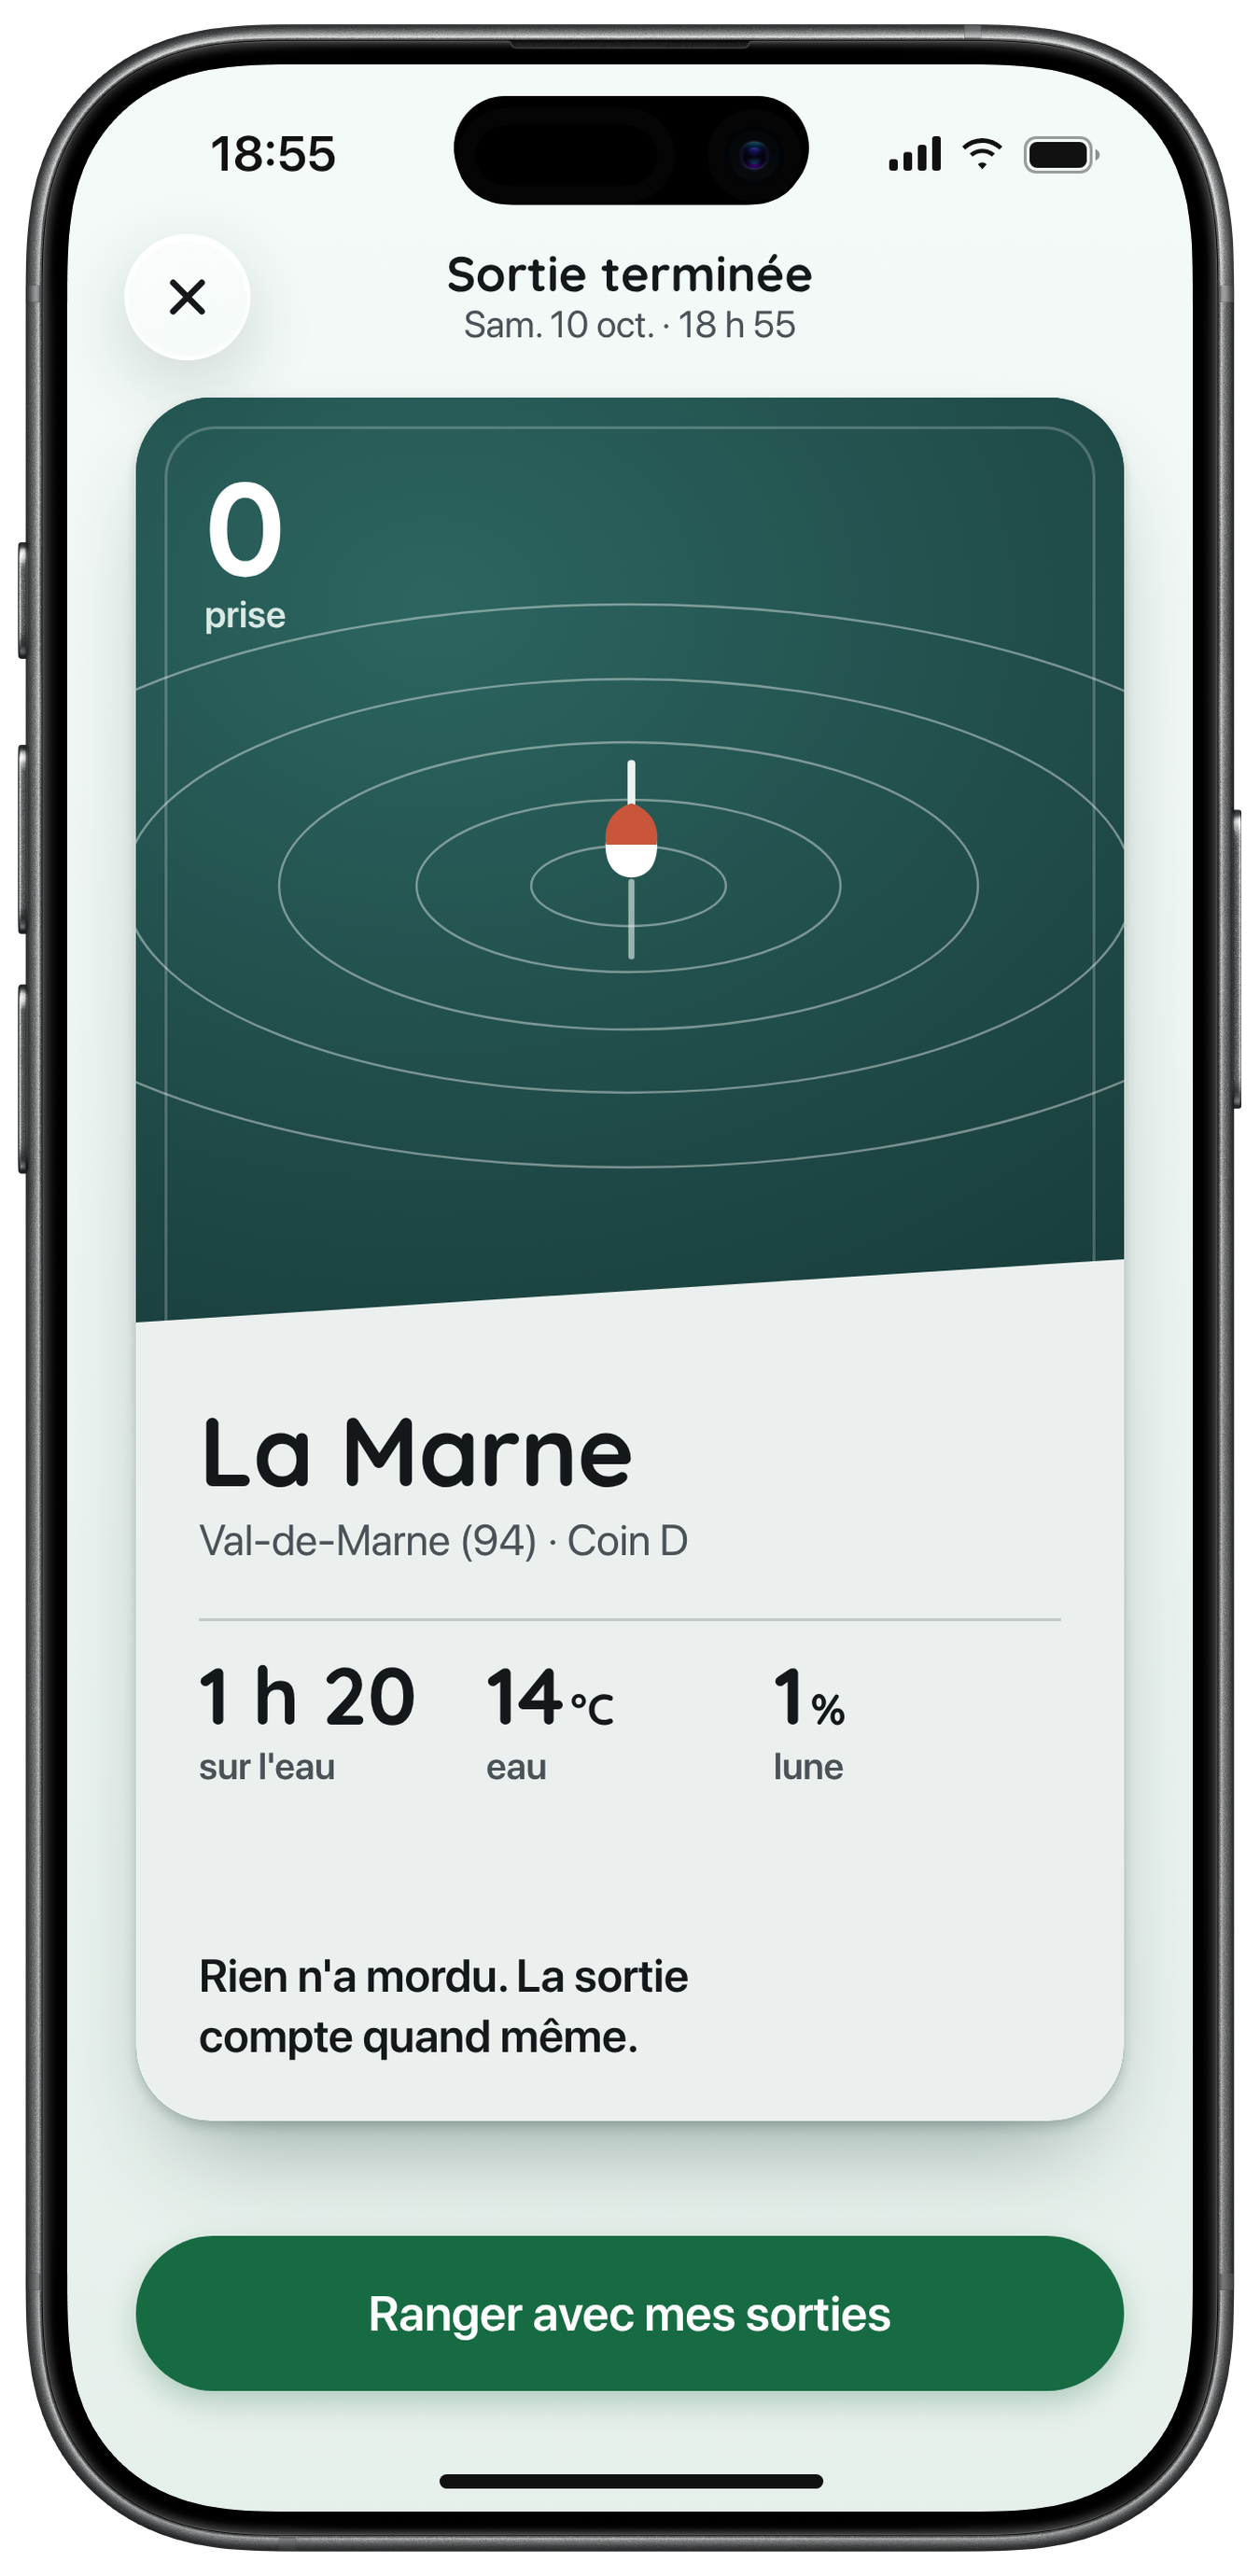 18:55
Sortie terminée
Sam. 10 oct. · 18 h 55
0
prise
La Marne
Val-de-Marne (94) · Coin D
1 h 20 14 °C 1 %
sur l'eau eau lune
Rien n'a mordu. La sortie
compte quand même.
Ranger avec mes sorties